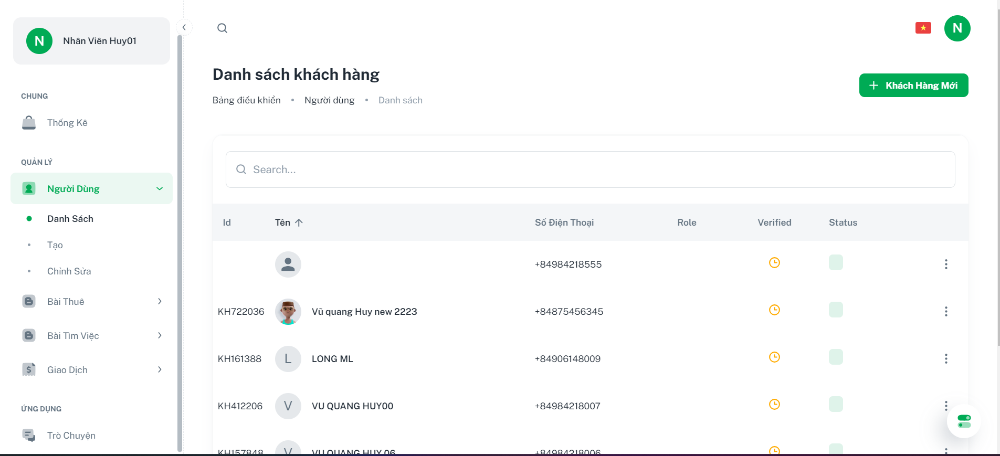 N
Nhân Viên Huy01
CHUNG
Thống Kê
QUẢN LÝ
Người Dùng
Danh Sách
Tạo
Chỉnh Sửa
Bài Thuê
Bài Tìm Việc
Giao Dịch
ỨNG DỤNG
Trò Chuyện
N
Danh sách khách hàng
Bảng điều khiển • Người dùng • Danh sách
+ Khách Hàng Mới
Search...
Id Tên Số Điện Thoại Role Verified Status
+84984218555
KH722036 Vũ quang Huy new 2223 +84875456345
KH161388 L LONG ML +84906148009
KH412206 V VU QUANG HUY00 +84984218007
KH157848 V VU QUANG HUY 06 +84984218006